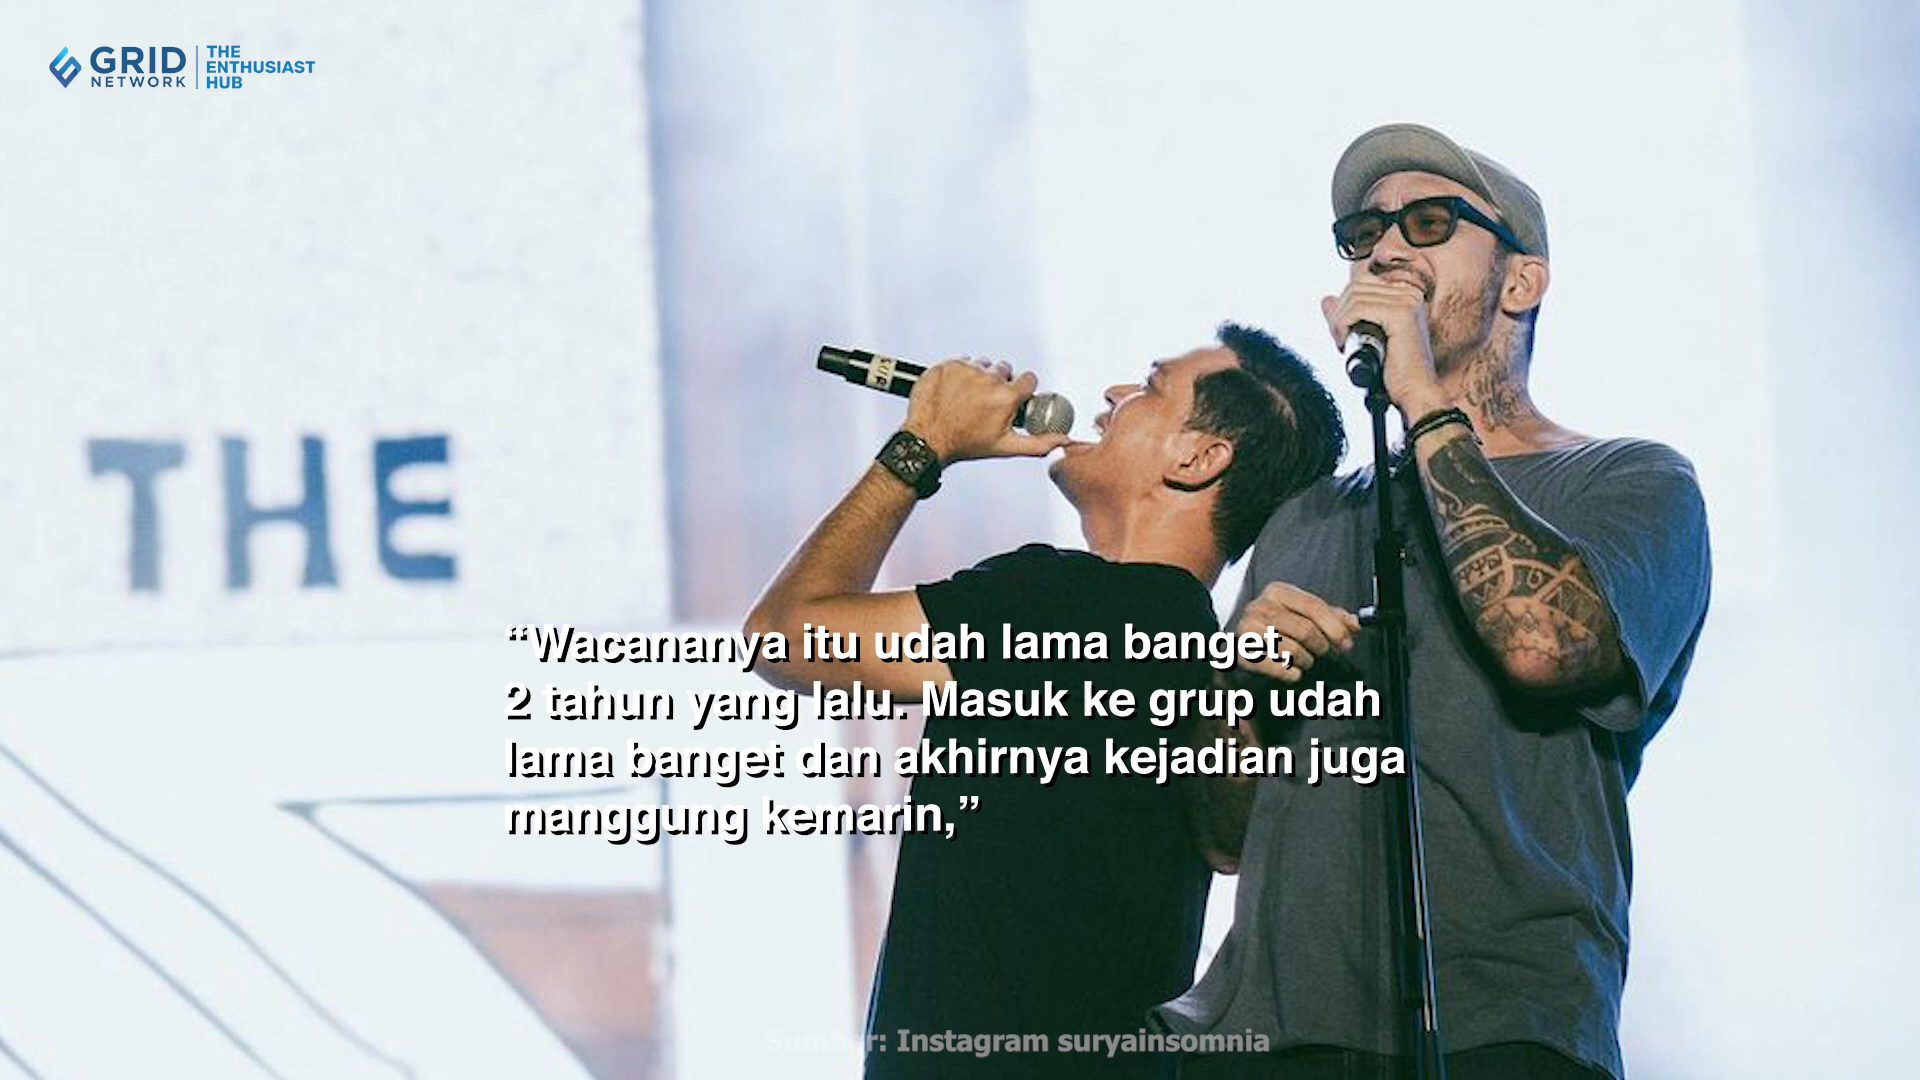 GRID
NETWORK
THE
ENTHUSIAST
HUB
THE
“Wacananya itu udah lama banget,
2 tahun yang lalu. Masuk ke grup udah
lama banget dan akhirnya kejadian juga
manggung kemarin,”
Sumber: Instagram suryainsomnia